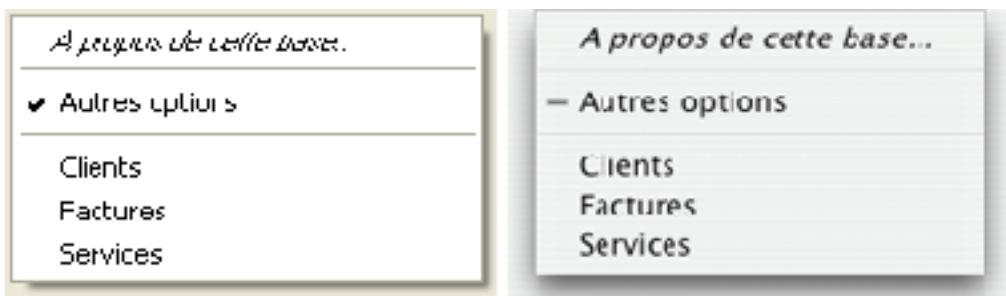 A propos de cette base...
Autres options
Clients
Factures
Services
A propos de cette base...
Autres options
Clients
Factures
Services